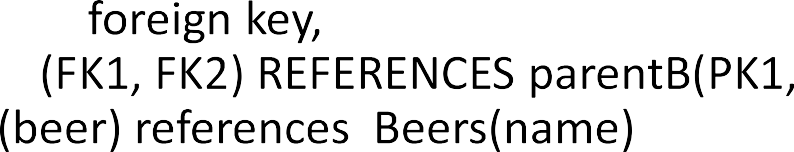 foreign key,
(FK1, FK2) REFERENCES parentB(PK1,
(beer) references Beers(name)